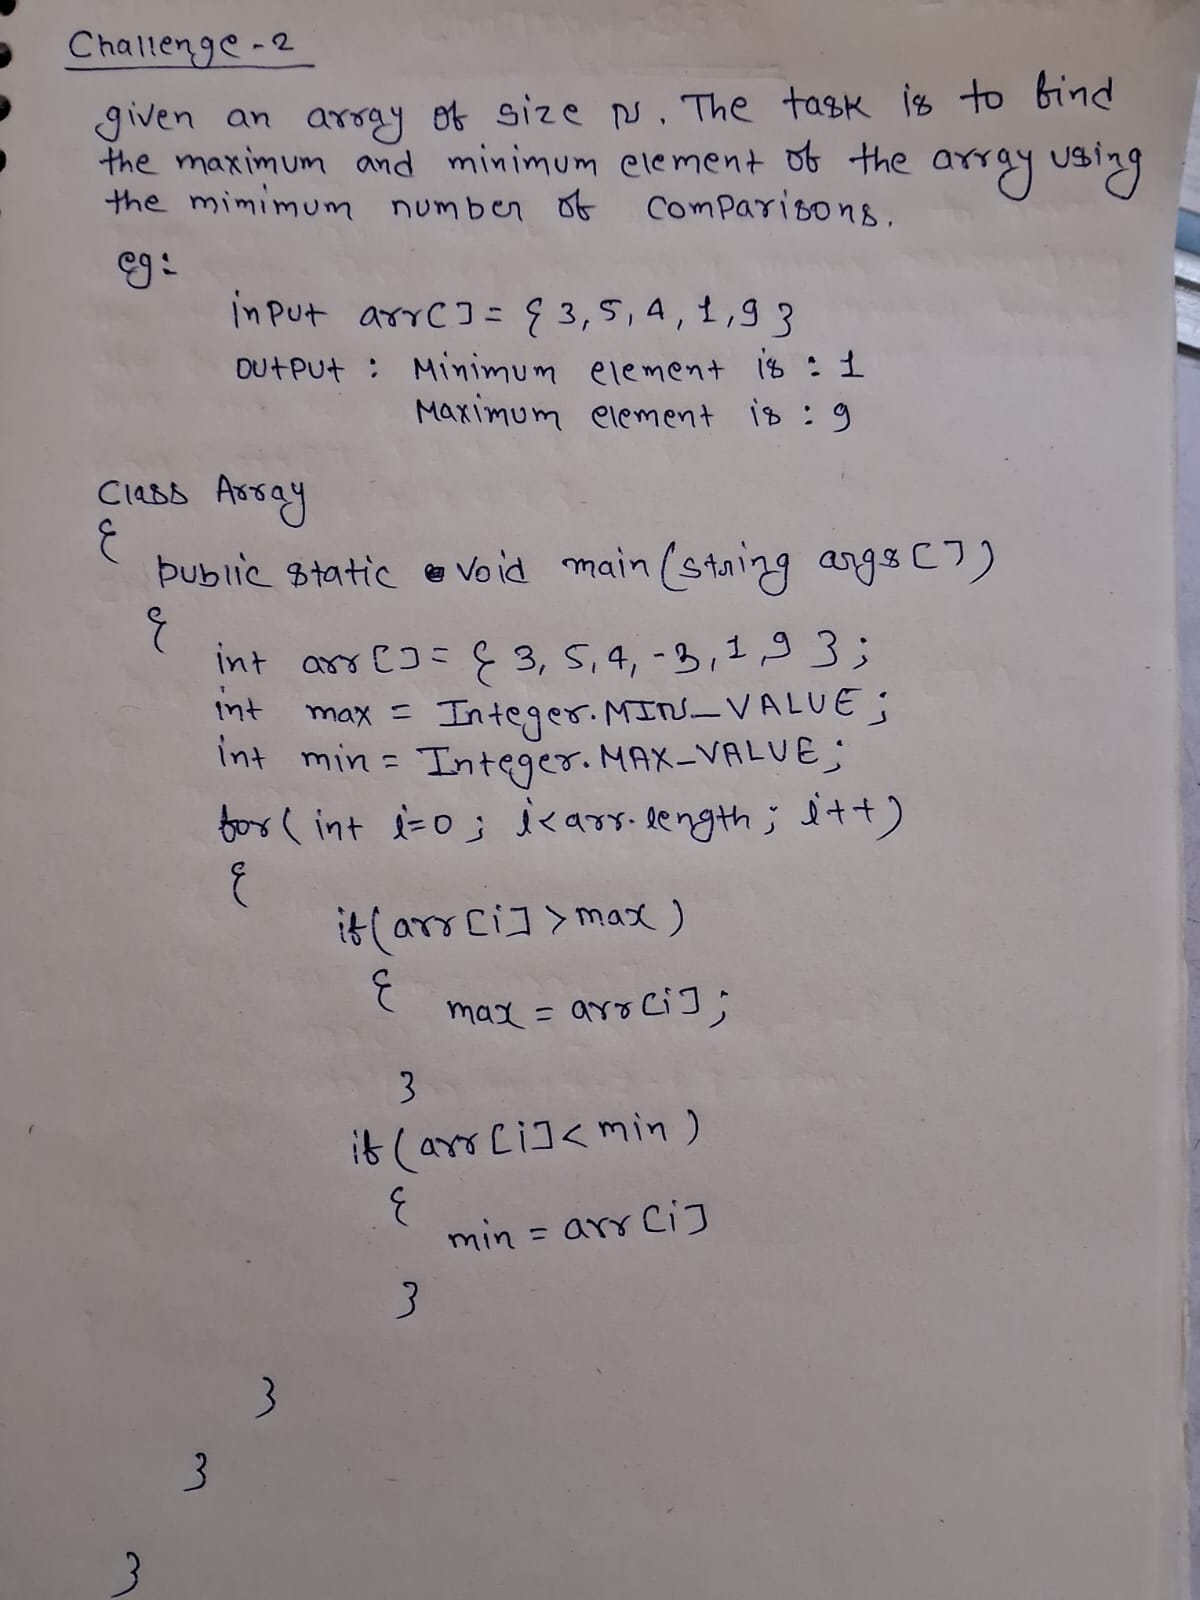 Challenge - 2
given an array of size N. The task is to find
the maximum and minimum element of the array using
the mimimum number of comparisons.
eg:
input arr[] = { 3, 5, 4, 1, 9 }
output : Minimum element is : 1
Maximum element is : 9
Class Array
{
public static void main (string args [])
{
int arr [] = { 3, 5, 4, -3, 1, 9 };
int max = Integer.MIN_VALUE;
int min = Integer.MAX_VALUE;
for ( int i=0 ; i<arr.length ; i++)
{
if (arr [i] > max )
{ max = arr [i];
}
if ( arr [i] < min )
{
min = arr [i]
}
}
}
}